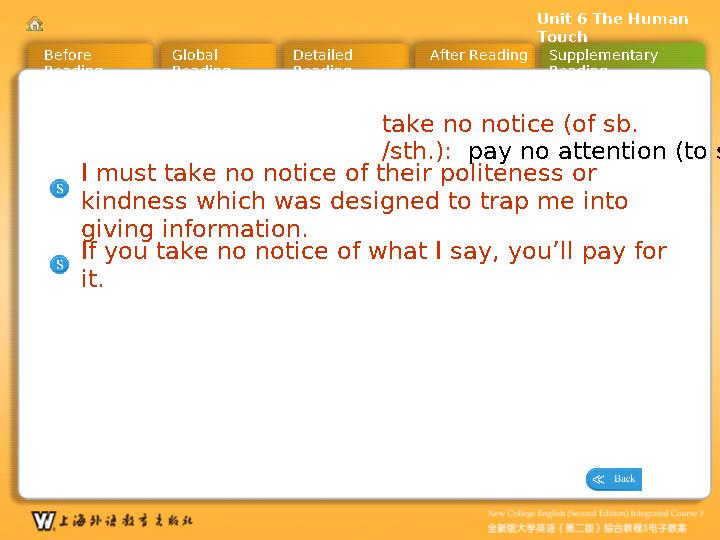 Unit 6 The Human
Touch
Before
Reading
Global
Reading
Detailed
Reading
After Reading
Supplementary
Reading
take no notice (of sb.
/sth.): pay no attention (to s
S
I must take no notice of their politeness or
kindness which was designed to trap me into
giving information.
S
If you take no notice of what I say, you’ll pay for
it.
≪ Back
上海外语教育出版社
New College English (Second Edition) Integrated Course 3
全新版大学英语（第二版）综合教程3电子教案